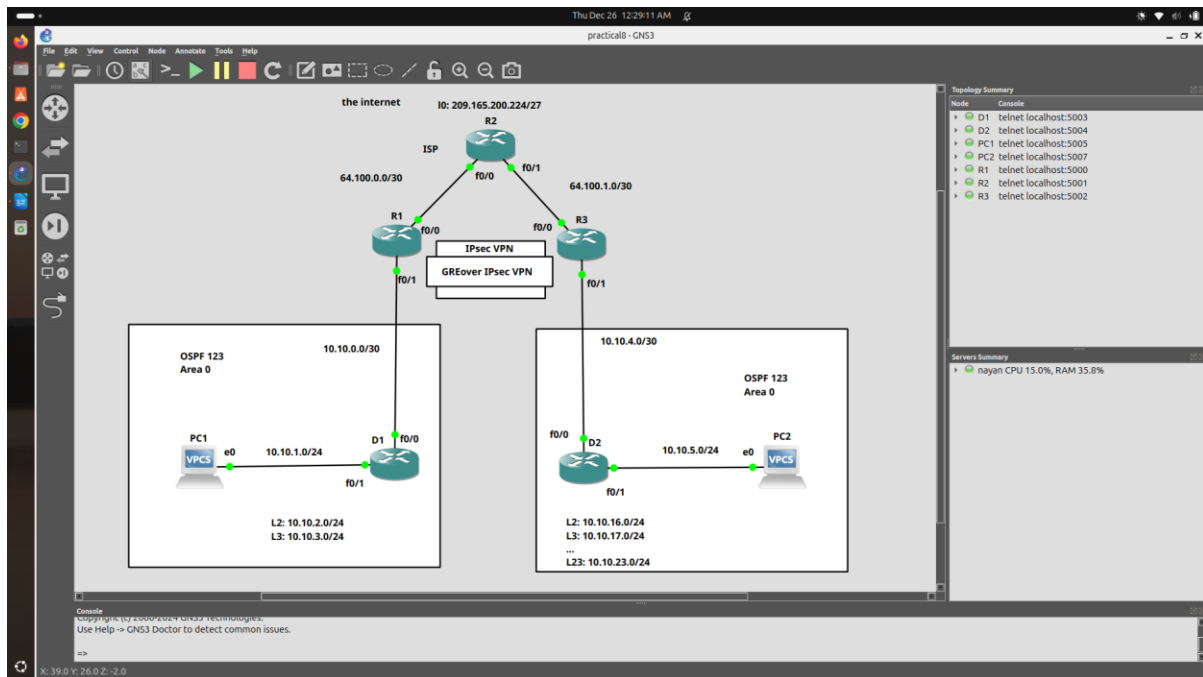 Thu Dec 26 12:29:11 AM
practical8 - GNS3
File Edit View Control Node Annotate Tools Help
the internet
l0: 209.165.200.224/27
R2
ISP
f0/0
f0/1
64.100.0.0/30
64.100.1.0/30
R1
f0/0
R3
f0/0
IPsec VPN
GREover IPsec VPN
f0/1
f0/1
10.10.0.0/30
10.10.4.0/30
OSPF 123
Area 0
OSPF 123
Area 0
PC1
VPCS
e0
10.10.1.0/24
D1
f0/0
f0/1
f0/0
D2
10.10.5.0/24
e0
PC2
VPCS
f0/1
L2: 10.10.2.0/24
L3: 10.10.3.0/24
L2: 10.10.16.0/24
L3: 10.10.17.0/24
...
L23: 10.10.23.0/24
Topology Summary
Node Console
D1 telnet localhost:5003
D2 telnet localhost:5004
PC1 telnet localhost:5005
PC2 telnet localhost:5007
R1 telnet localhost:5000
R2 telnet localhost:5001
R3 telnet localhost:5002
Servers Summary
nayan CPU 15.0%, RAM 35.8%
Console
Copyright (c) 2006-2024 GNS3 Technologies.
Use Help -> GNS3 Doctor to detect common issues.
=>
X: 39.0 Y: 26.0 Z: -2.0